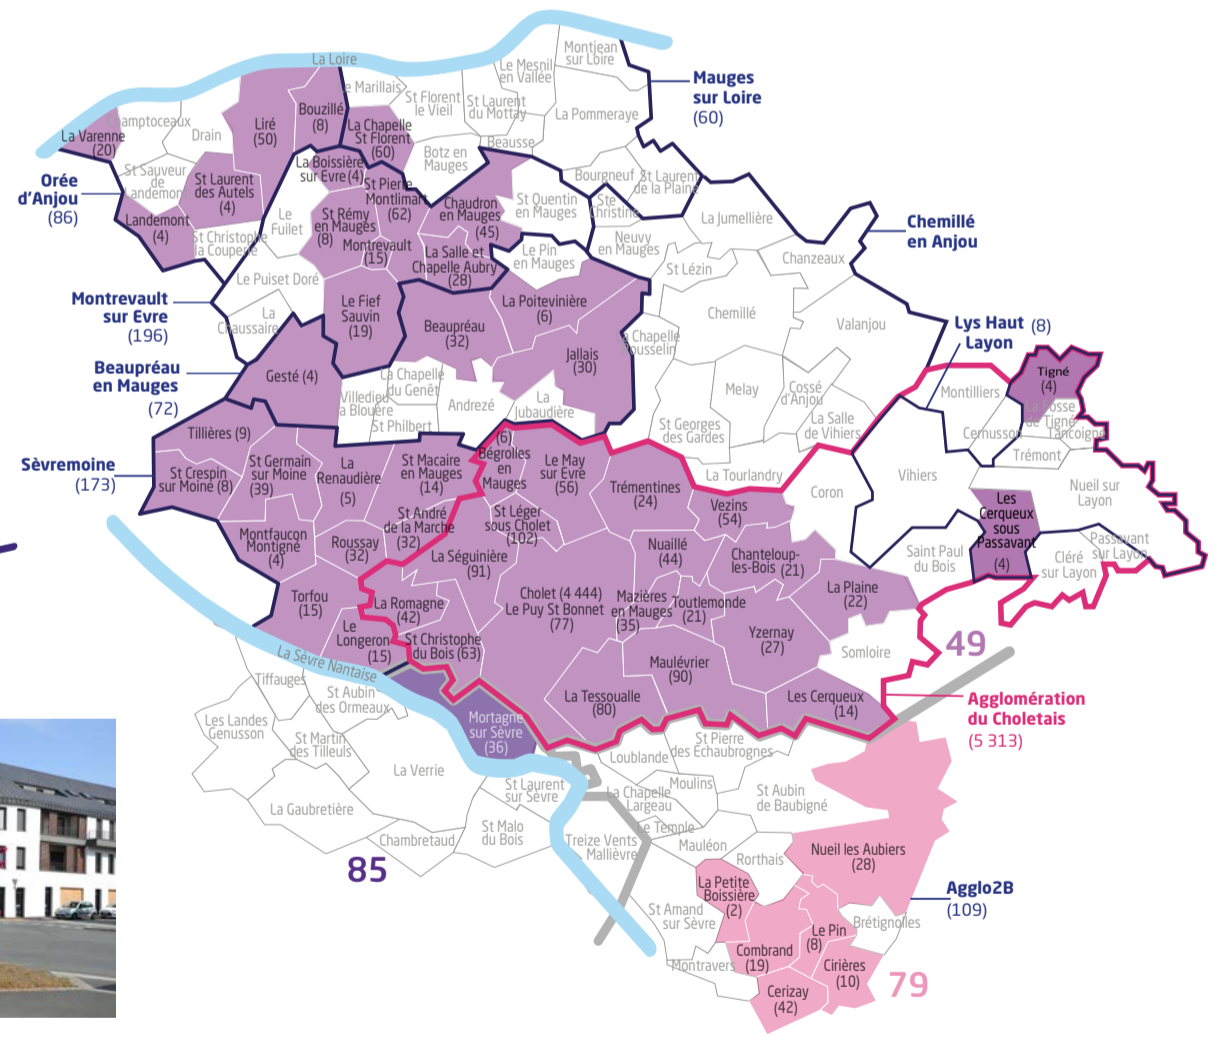 La Loire
Montjean
sur Loire
Le Mesnil
en Vallée
Mauges
sur Loire
(60)
e Marillais
St Florent
le Vieil
St Laurent
du Mottay
La Pommeraye
Bouzillé
(8)
Liré
(50)
hamptoceaux
Drain
La Varenne
(20)
La Chapelle
St Florent
(60)
Beausse
Botz en
Mauges
Bourgneuf
St Laurent
de la Plaine
St Sauveur
de
Landemon
Orée
d'Anjou
(86)
St Laurent
des Autels
(4)
La Boissière
sur Evre (4)
St Pierre
Montlimart
(62)
Chaudron
en Mauges
(45)
St Quentin
en Mauges
Ste
Christine
La Jumellière
Chemillé
en Anjou
Landemont
(4)
St Christophe
la Couperie
Le
Fuilet
St Rémy
en Mauges
(8)
Montrevault
(15)
La Salle et
Chapelle Aubry
(28)
Le Pin
en Mauges
Neuvy
en Mauges
St Lézin
Chanzeaux
Le Puiset Doré
Montrevault
sur Evre
(196)
La
Chaussaire
Le Fief
Sauvin
(19)
Beaupréau
(32)
La Poitevinière
(6)
Chemillé
Valanjou
Lys Haut (8)
Layon
a Chapelle
ousselin
Jallais
(30)
Beaupréau
en Mauges
(72)
Gesté (4)
La Chapelle
du Genêt
Villedieu
a Blouère
St Philbert
Andrezé
La
Jubaudière
Melay
Cossé
d'Anjou
La Salle
de Vihiers
St Georges
des Gardes
Montilliers
Tigné
(4)
La Fosse
de Tigné
Tancoigné
Cernusson
Trémont
Tillières (9)
Sèvremoine
(173)
St Crespin
sur Moine (8)
St Germain
sur Moine
(39)
La
Renaudière
(5)
St Macaire
en Mauges
(14)
(6)
Bégrolles
en
Mauges
Le May
sur Evre
(56)
Trémentines
(24)
La Tourlandry
Coron
Vihiers
Nueil sur
Layon
Vezins
(54)
Les
Cerqueux
sous
Passavant
(4)
St André
de la Marche
(32)
St Léger
sous Cholet
(102)
Montfaucon
Montigné
(4)
Roussay
(32)
La Séguinière
(91)
Nuaillé
(44)
Chanteloup-
les-Bois (21)
Saint Paul
du Bois
Passavant
sur Layon
Cléré
sur Layon
La Plaine
(22)
Torfou
(15)
La Romagne
(42)
Cholet (4 444)
Le Puy St Bonnet
(77)
Mazières
en Mauges
(35)
Toutlemonde
(21)
Yzernay
(27)
Le
Longeron
(15)
St Christophe
du Bois (63)
Somloire
49
Maulévrier
(90)
La Sèvre Nantaise
La Tessoualle
(80)
Les Cerqueux
(14)
Agglomération
du Choletais
(5 313)
Tiffauges
St Aubin
des Ormeaux
Les Landes
Genusson
St Martin
des Tilleuls
Mortagne
sur Sèvre
(36)
La Verrie
St Pierre
des Echaubrognes
Loublande
Moulins
St Aubin
de Baubigné
La Gaubretière
St Laurent
sur Sèvre
La Chapelle
Largeau
Le Temple
Chambretaud
St Malo
du Bois
Treize Vents
Mallièvre
Mauléon
Rorthais
85
Nueil les Aubiers
(28)
La Petite
Boissière
(2)
Agglo2B
(109)
St Amand
sur Sèvre
Brétignolles
Le Pin
(8)
Combrand
(19)
Montravers
Cirières
(10)
Cerizay
(42)
79